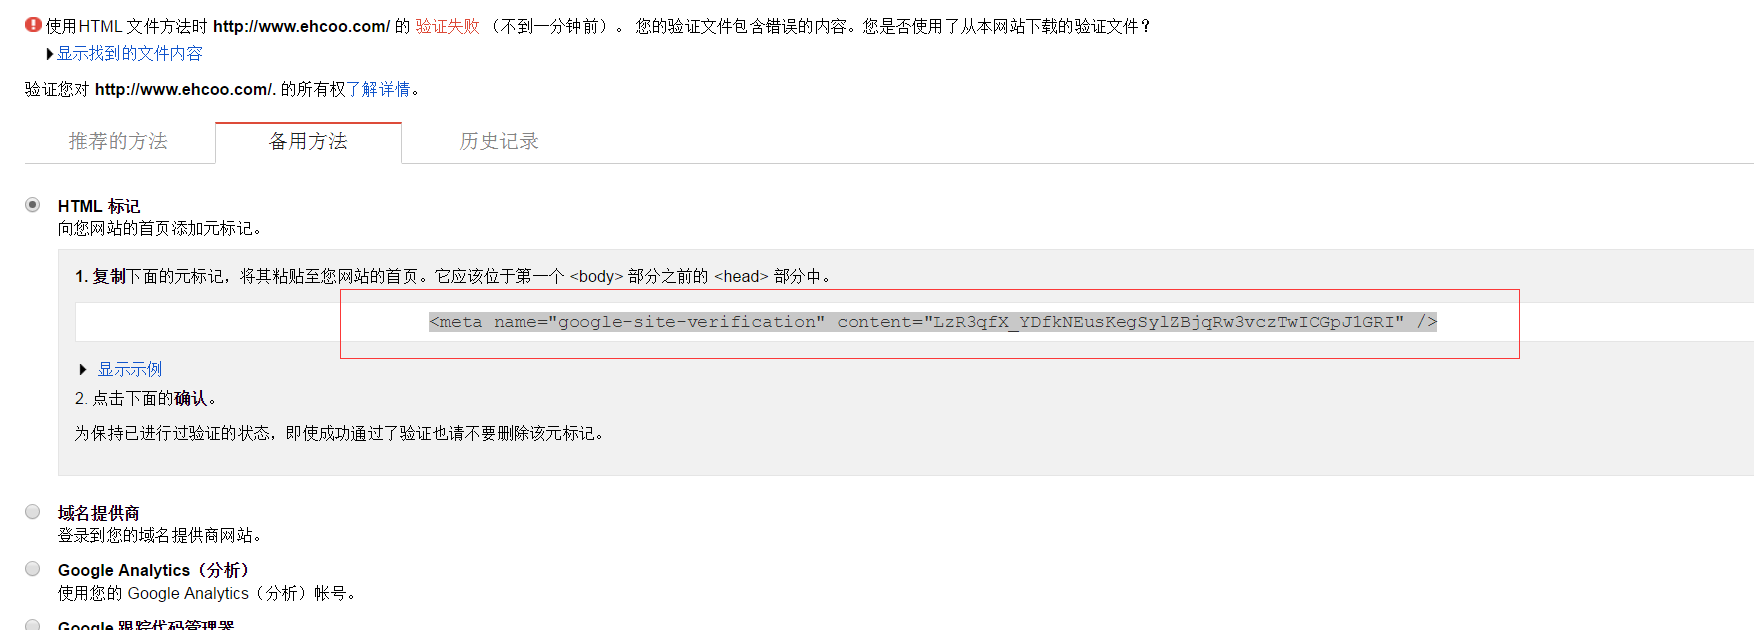 使用HTML 文件方法时 http://www.ehcoo.com/ 的 验证失败 （不到一分钟前）。 您的验证文件包含错误的内容。您是否使用了从本网站下载的验证文件？
显示找到的文件内容
验证您对 http://www.ehcoo.com/. 的所有权了解详情。
推荐的方法 备用方法 历史记录
HTML 标记
向您网站的首页添加元标记。
1. 复制下面的元标记，将其粘贴至您网站的首页。它应该位于第一个 <body> 部分之前的 <head> 部分中。
<meta name="google-site-verification" content="LzR3qfX_YDfkNEusKegSylZBjqRw3vczTwICGpJ1GRI" />
显示示例
2. 点击下面的确认。
为保持已进行过验证的状态，即使成功通过了验证也请不要删除该元标记。
域名提供商
登录到您的域名提供商网站。
Google Analytics（分析）
使用您的 Google Analytics（分析）帐号。
Google 跟踪代码管理器